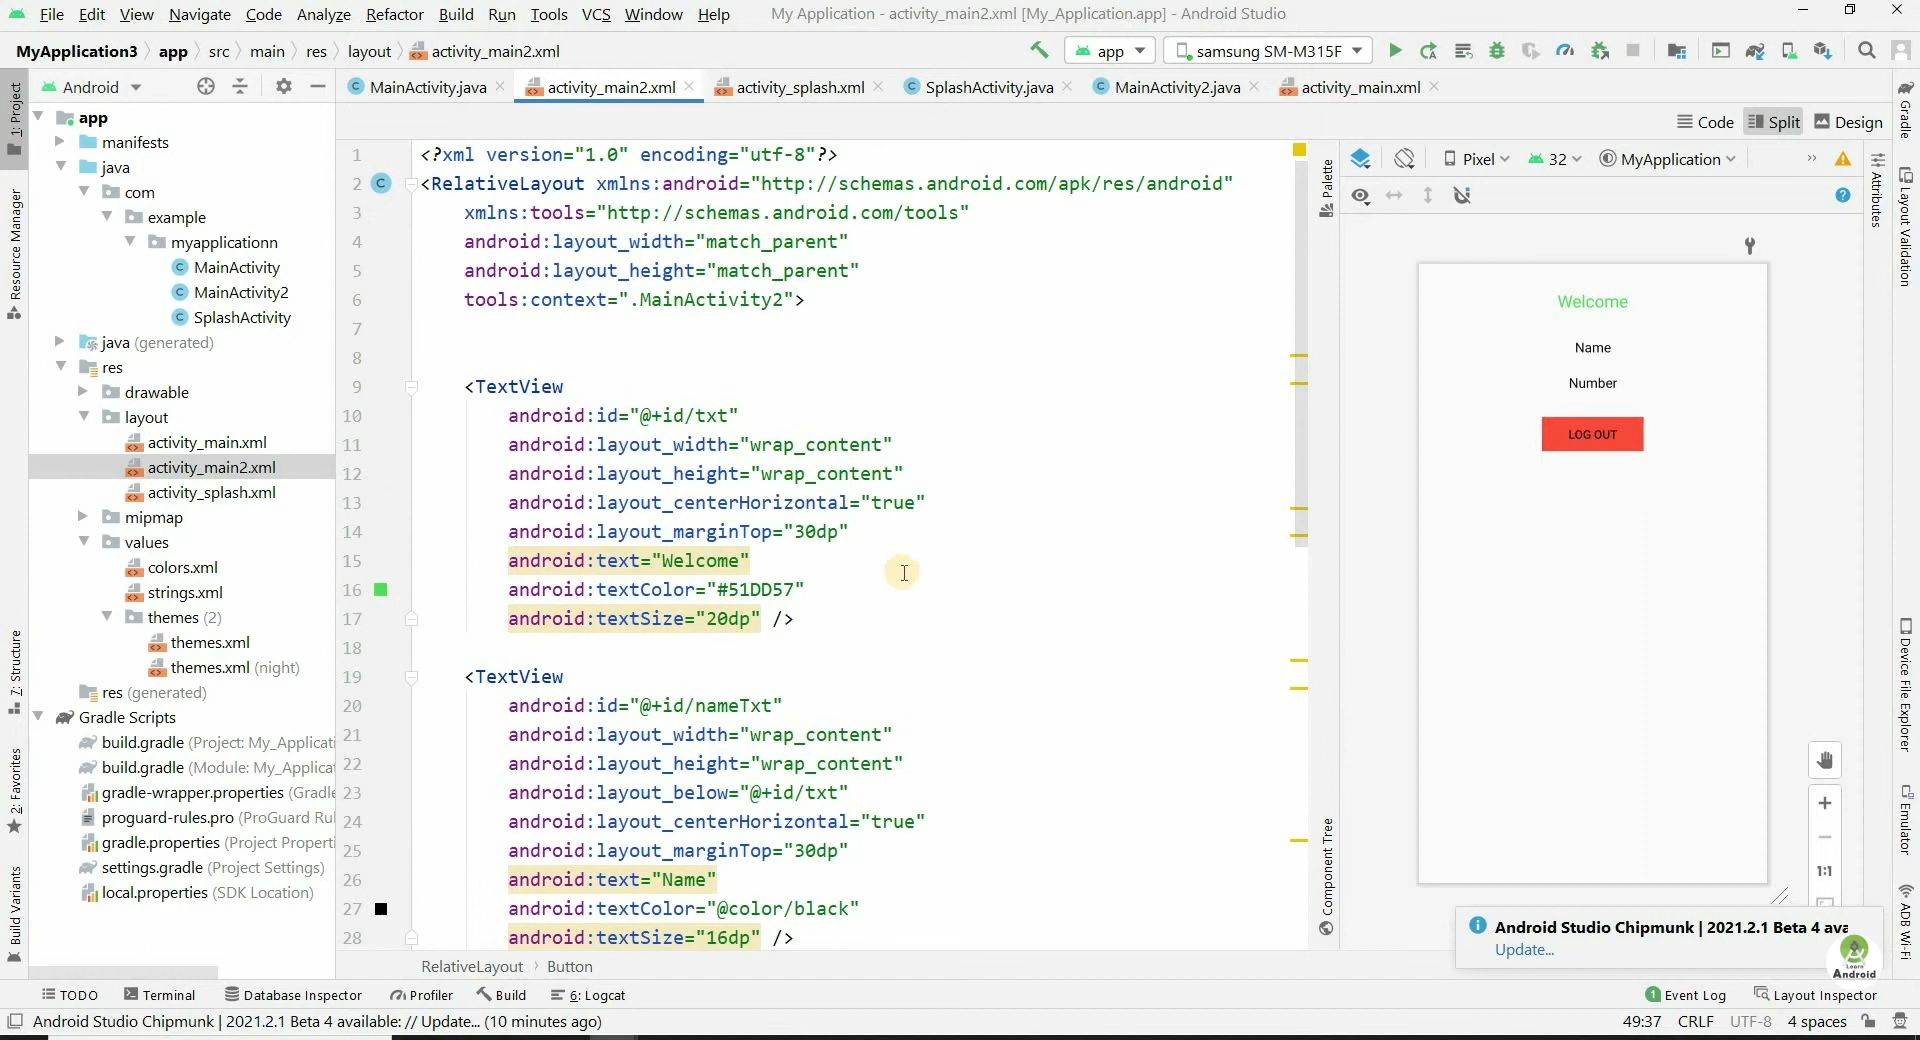 File Edit View Navigate Code Analyze Refactor Build Run Tools VCS Window Help My Application - activity_main2.xml [My_Application.app] - Android Studio
MyApplication3 app src main res layout activity_main2.xml app samsung SM-M315F
Android MainActivity.java activity_main2.xml activity_splash.xml SplashActivity.java MainActivity2.java activity_main.xml
Code Split Design
1: Project
Resource Manager
7: Structure
2: Favorites
Build Variants
app
manifests
java
com
example
myapplicationn
MainActivity
MainActivity2
SplashActivity
java (generated)
res
drawable
layout
activity_main.xml
activity_main2.xml
activity_splash.xml
mipmap
values
colors.xml
strings.xml
themes (2)
themes.xml
themes.xml (night)
res (generated)
Gradle Scripts
build.gradle (Project: My_Applicati
build.gradle (Module: My_Applica
gradle-wrapper.properties (Gradle
proguard-rules.pro (ProGuard Rul
gradle.properties (Project Properti
settings.gradle (Project Settings)
local.properties (SDK Location)
1 <?xml version="1.0" encoding="utf-8"?>
2 <RelativeLayout xmlns:android="http://schemas.android.com/apk/res/android"
3 xmlns:tools="http://schemas.android.com/tools"
4 android:layout_width="match_parent"
5 android:layout_height="match_parent"
6 tools:context=".MainActivity2">
7
8
9 <TextView
10 android:id="@+id/txt"
11 android:layout_width="wrap_content"
12 android:layout_height="wrap_content"
13 android:layout_centerHorizontal="true"
14 android:layout_marginTop="30dp"
15 android:text="Welcome"
16 android:textColor="#51DD57"
17 android:textSize="20dp" />
18
19 <TextView
20 android:id="@+id/nameTxt"
21 android:layout_width="wrap_content"
22 android:layout_height="wrap_content"
23 android:layout_below="@+id/txt"
24 android:layout_centerHorizontal="true"
25 android:layout_marginTop="30dp"
26 android:text="Name"
27 android:textColor="@color/black"
28 android:textSize="16dp" />
RelativeLayout Button
Palette
Component Tree
Pixel 32 MyApplication
Welcome
Name
Number
LOG OUT
1:1
Attributes
Gradle
Layout Validation
Device File Explorer
Emulator
ADB Wi-Fi
Android Studio Chipmunk | 2021.2.1 Beta 4 ava
Update...
Learn
Android
TODO Terminal Database Inspector Profiler Build 6: Logcat 1 Event Log Layout Inspector
Android Studio Chipmunk | 2021.2.1 Beta 4 available: // Update... (10 minutes ago) 49:37 CRLF UTF-8 4 spaces